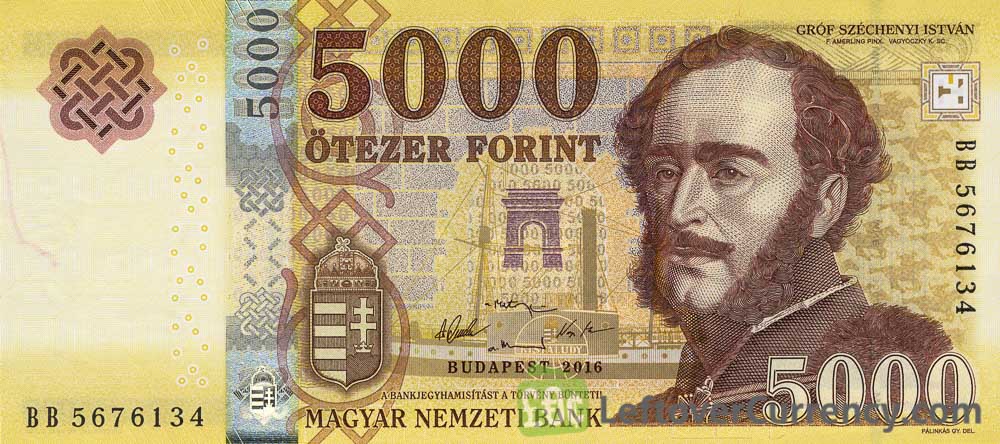 5000
5000
GRÓF SZÉCHENYI ISTVÁN
F. AMERLING PINX. VAGYÓCZKY K. SC.
ÖTEZER FORINT
BB 5676134
BUDAPEST 2016
A BANKJEGYHAMISÍTÁST A TÖRVÉNY BÜNTETI!
MAGYAR NEMZETI BANK
BB 5676134
5000
LeftoverCurrency.com
PÁLINKÁS GY. DEL.